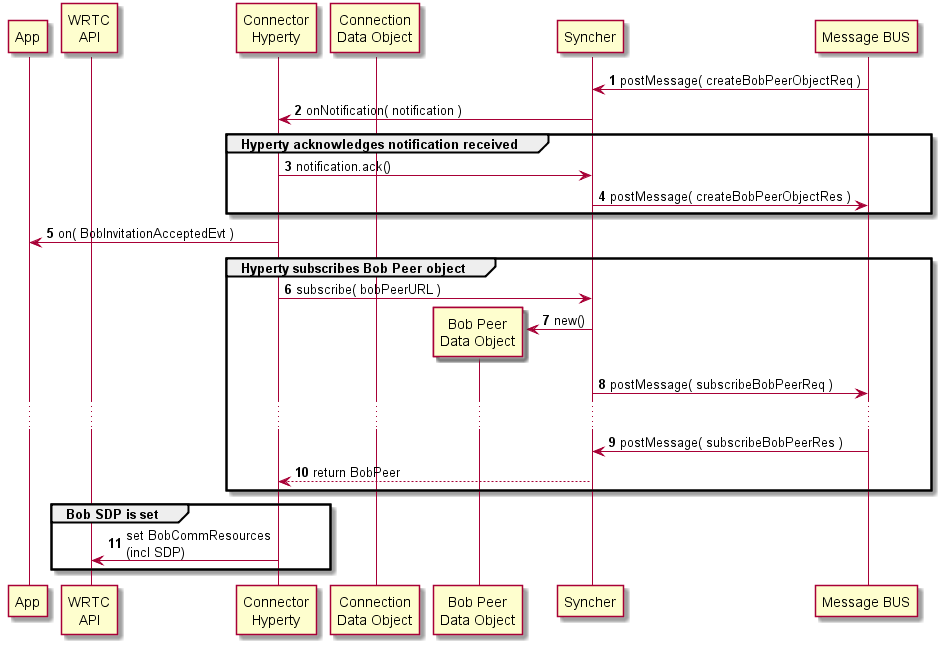 App
WRTC
API
Connector
Hyperty
Connection
Data Object
Syncher
Message BUS
1 postMessage( createBobPeerObjectReq )
2 onNotification( notification )
Hyperty acknowledges notification received
3 notification.ack()
4 postMessage( createBobPeerObjectRes )
5 on( BobInvitationAcceptedEvt )
Hyperty subscribes Bob Peer object
6 subscribe( bobPeerURL )
7 new()
Bob Peer
Data Object
8 postMessage( subscribeBobPeerReq )
9 postMessage( subscribeBobPeerRes )
10 return BobPeer
Bob SDP is set
11 set BobCommResources
(incl SDP)
App
WRTC
API
Connector
Hyperty
Connection
Data Object
Bob Peer
Data Object
Syncher
Message BUS